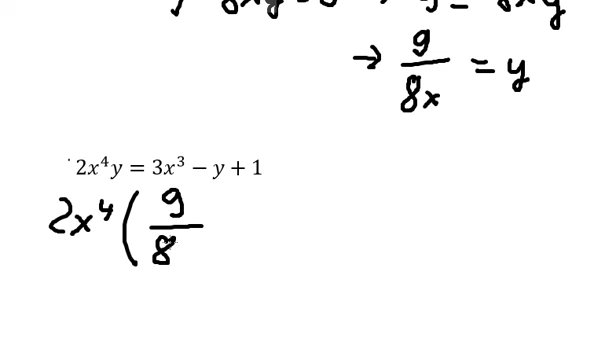 → 9/8x = y
2x⁴y = 3x³ − y + 1
2x⁴ ( 9/8